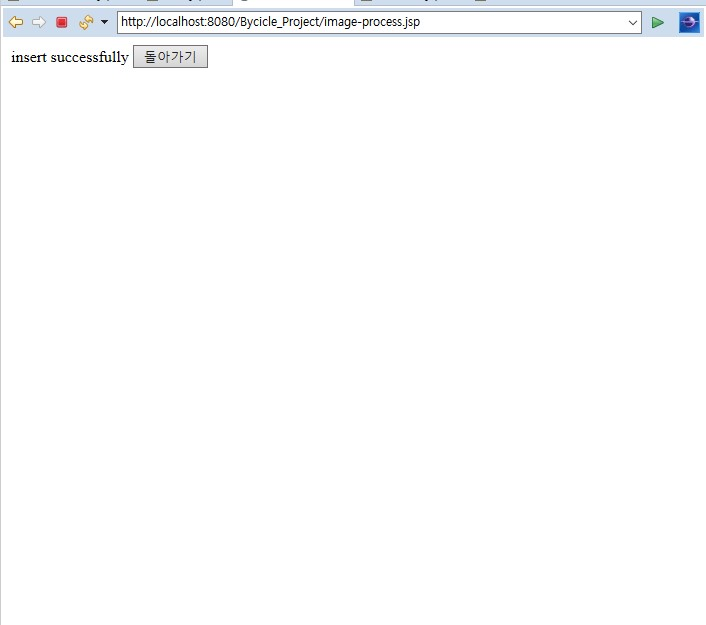 http://localhost:8080/Bycicle_Project/image-process.jsp
insert successfully 돌아가기